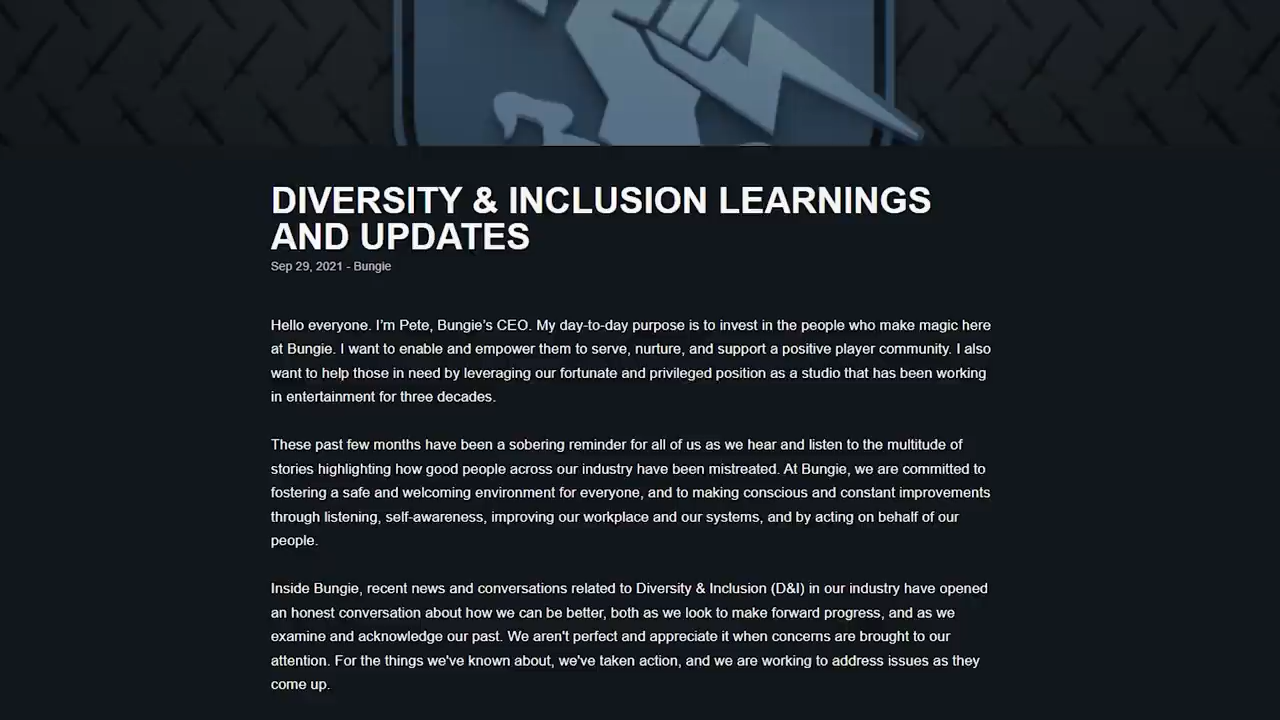 DIVERSITY & INCLUSION LEARNINGS
AND UPDATES
Sep 29, 2021 - Bungie
Hello everyone. I’m Pete, Bungie’s CEO. My day-to-day purpose is to invest in the people who make magic here
at Bungie. I want to enable and empower them to serve, nurture, and support a positive player community. I also
want to help those in need by leveraging our fortunate and privileged position as a studio that has been working
in entertainment for three decades.
These past few months have been a sobering reminder for all of us as we hear and listen to the multitude of
stories highlighting how good people across our industry have been mistreated. At Bungie, we are committed to
fostering a safe and welcoming environment for everyone, and to making conscious and constant improvements
through listening, self-awareness, improving our workplace and our systems, and by acting on behalf of our
people.
Inside Bungie, recent news and conversations related to Diversity & Inclusion (D&I) in our industry have opened
an honest conversation about how we can be better, both as we look to make forward progress, and as we
examine and acknowledge our past. We aren't perfect and appreciate it when concerns are brought to our
attention. For the things we've known about, we've taken action, and we are working to address issues as they
come up.